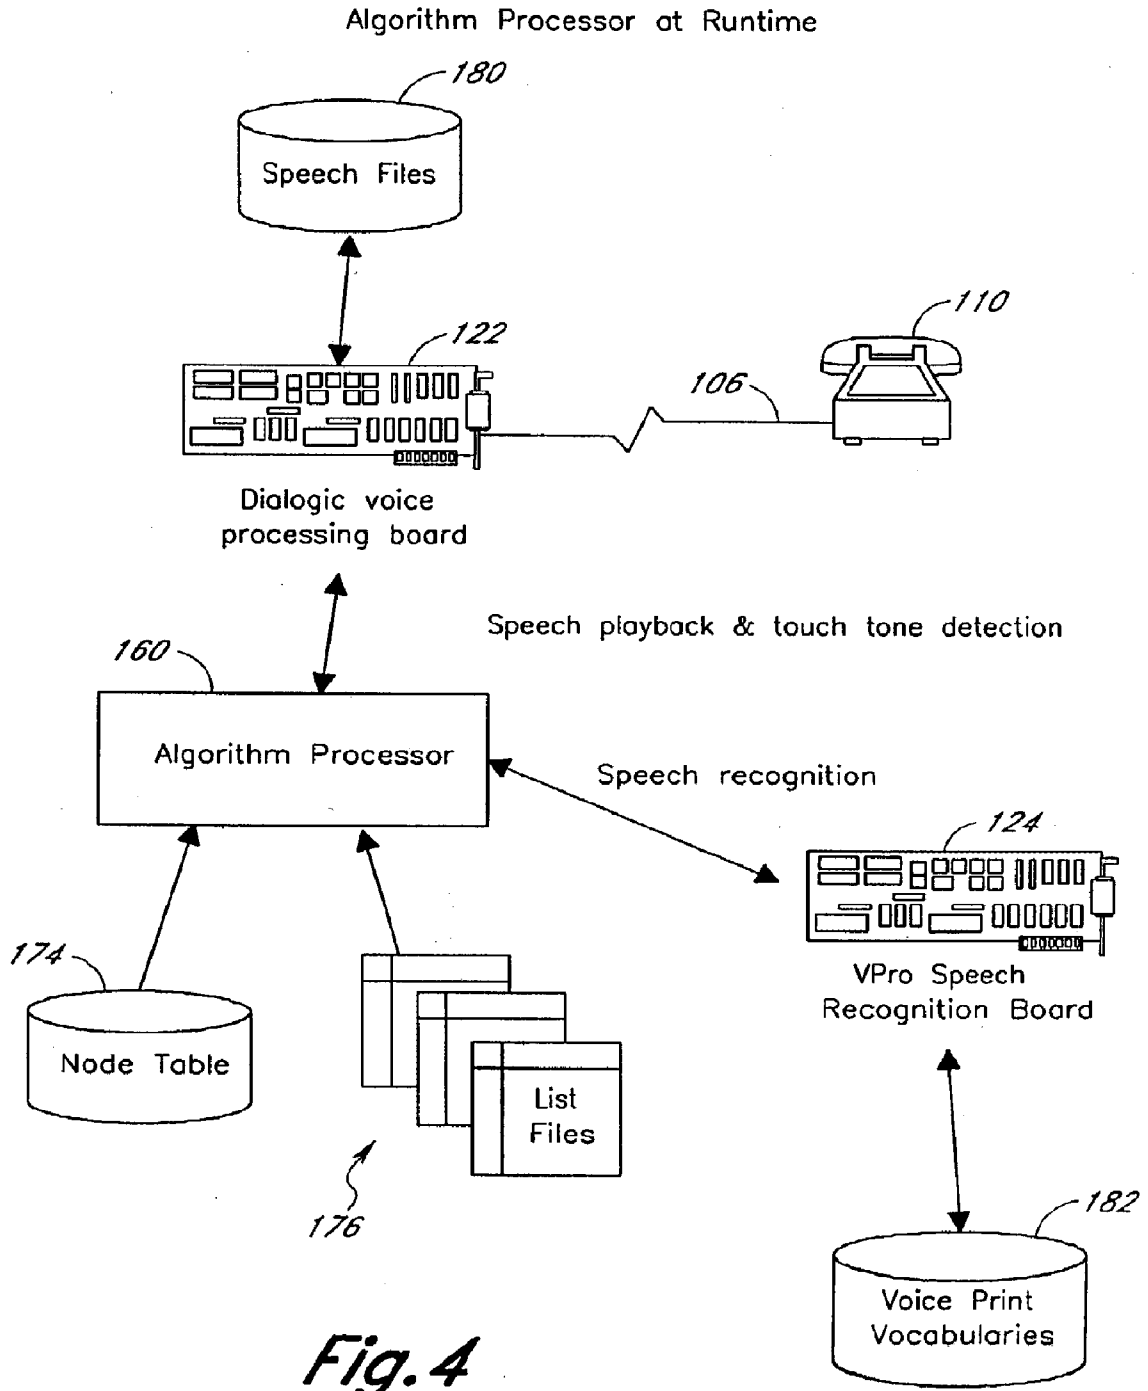 Algorithm Processor at Runtime
180
Speech Files
110
122
106
Dialogic voice
processing board
Speech playback & touch tone detection
160
Algorithm Processor
Speech recognition
124
VPro Speech
Recognition Board
174
Node Table
List
Files
176
182
Voice Print
Vocabularies
Fig. 4